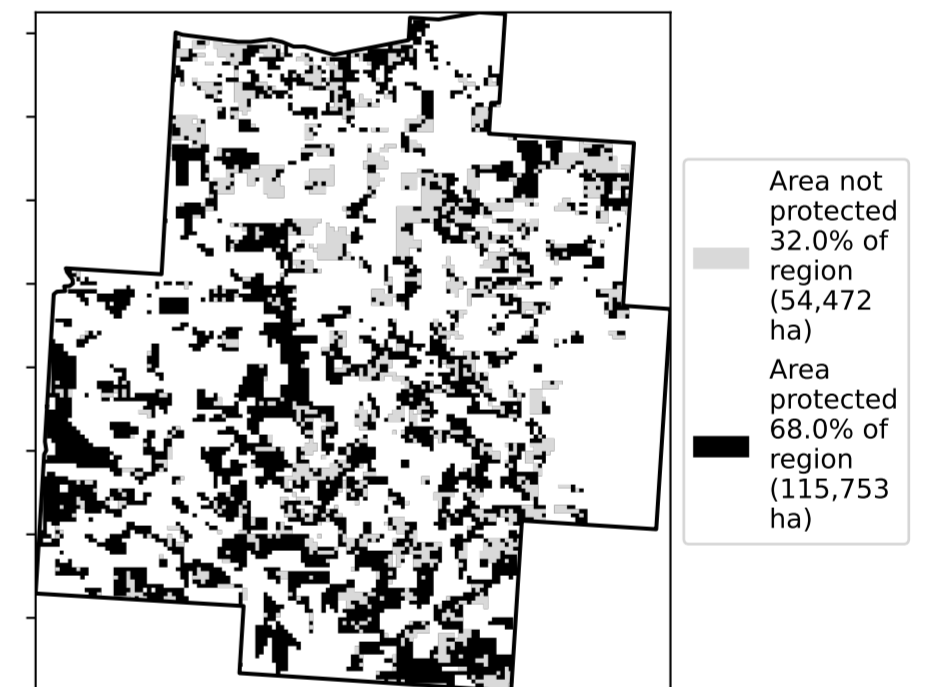 Area not
protected
32.0% of
region
(54,472
ha)
Area
protected
68.0% of
region
(115,753
ha)